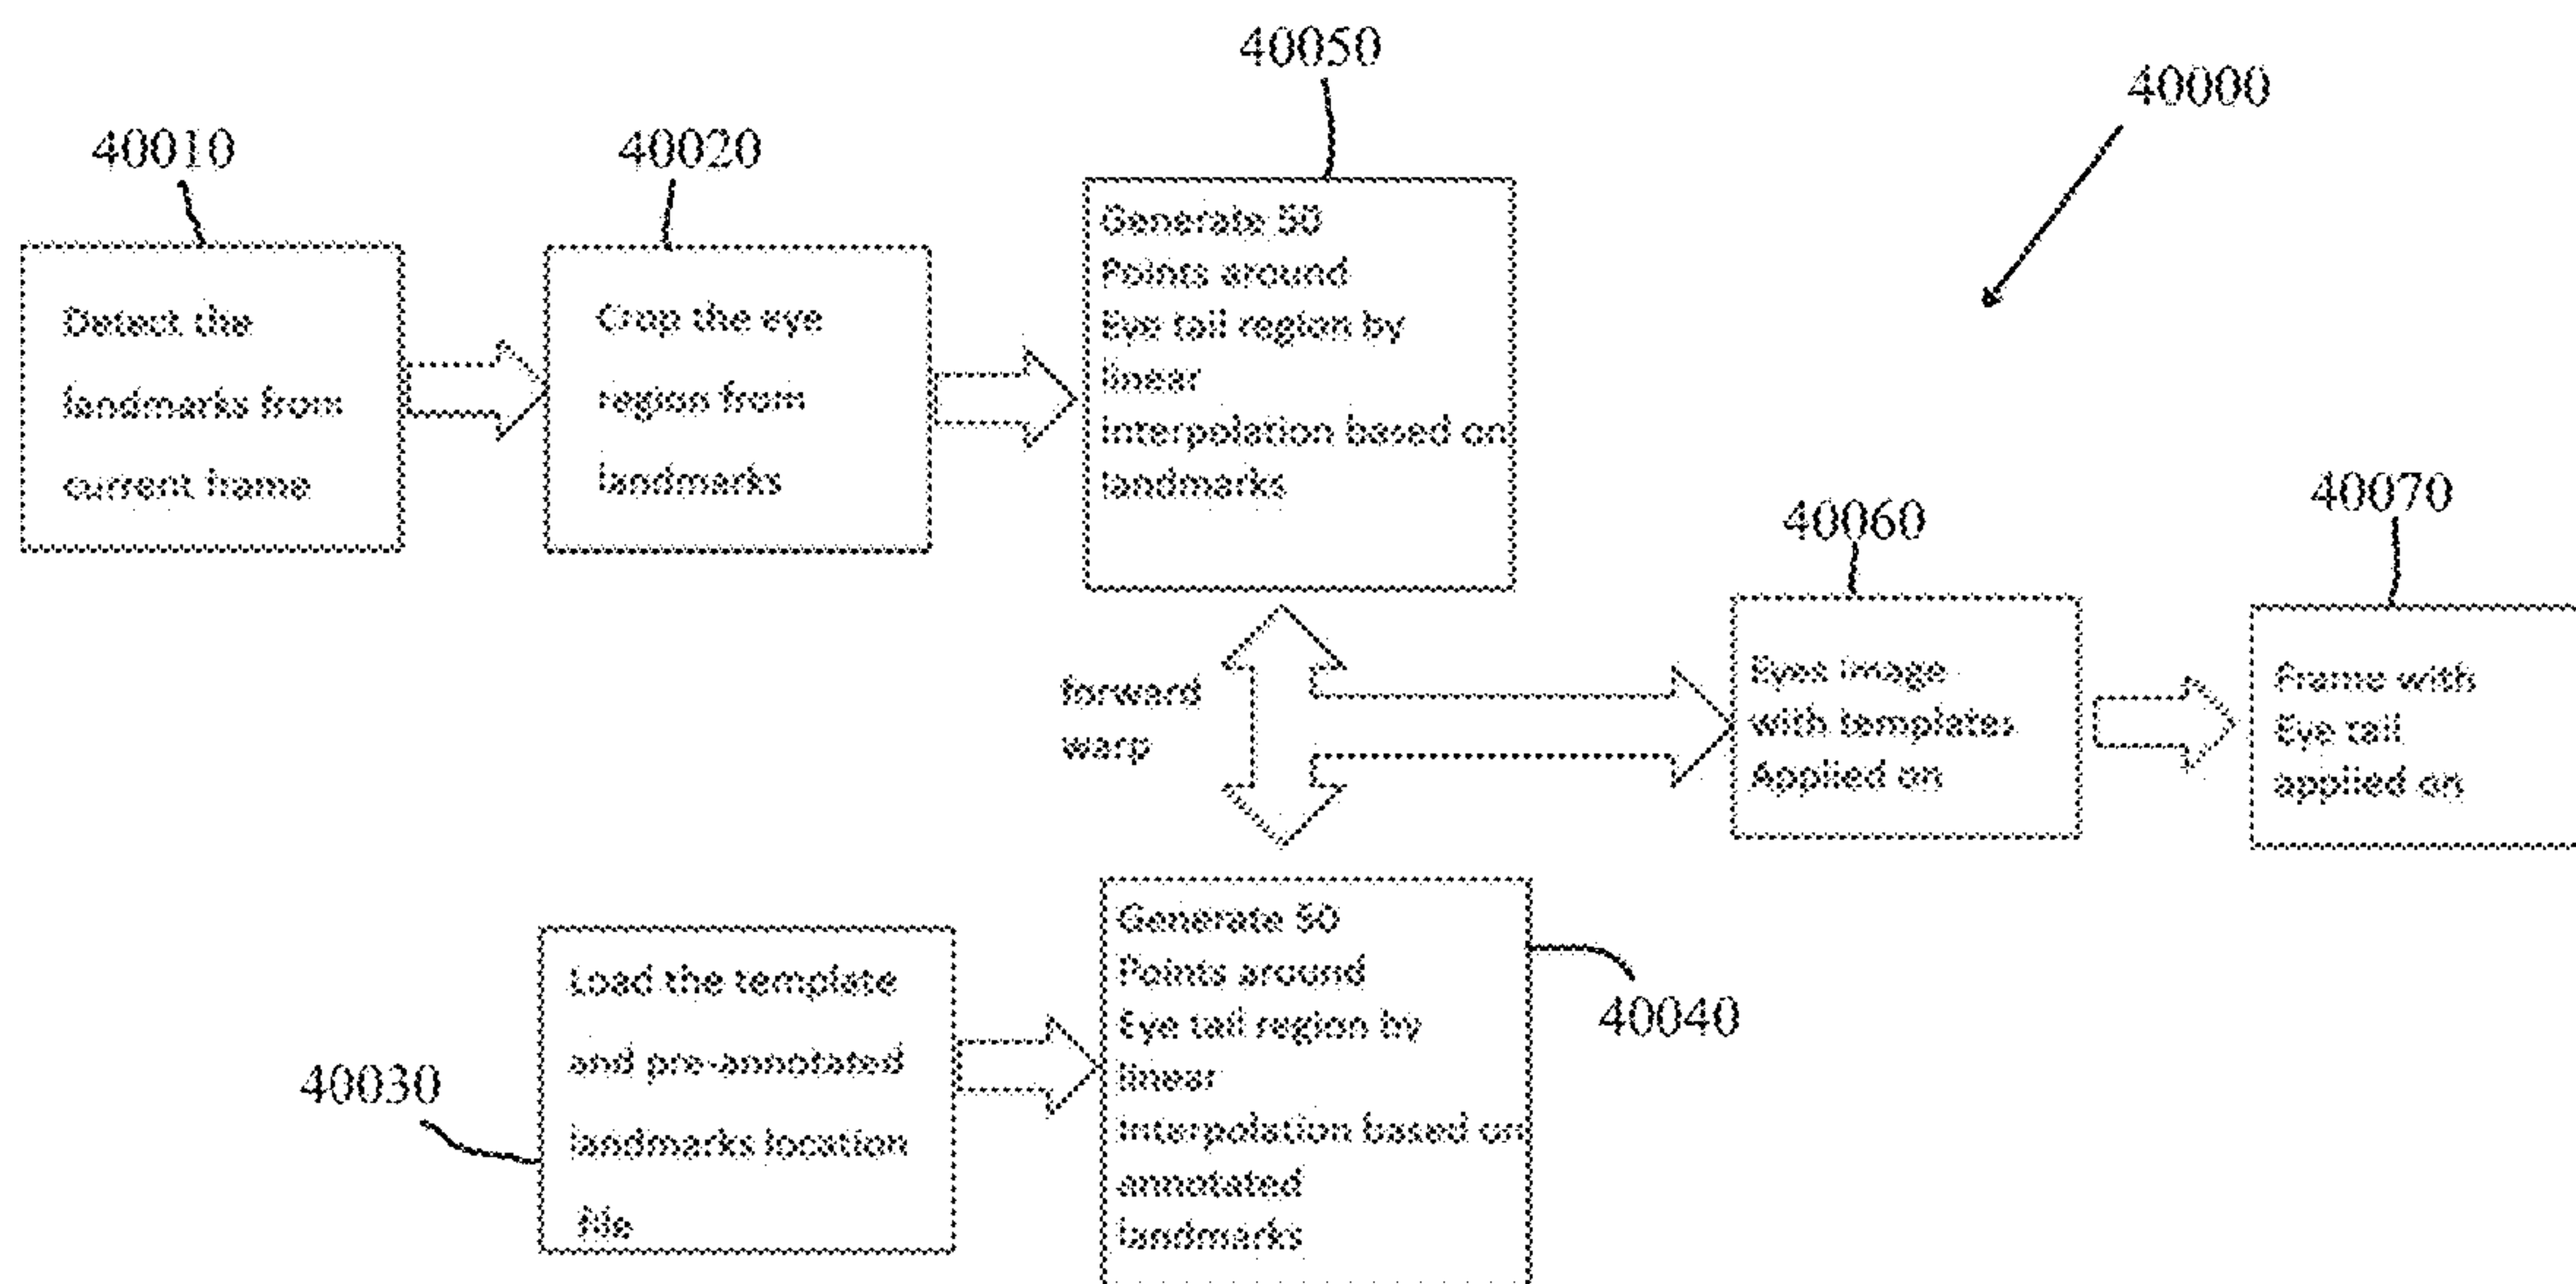 40050
40000
40010
40020
Detect the
landmarks from
current frame
Crop the eye
region from
landmarks
Generate 50
Points around
Eye tail region by
linear
interpolation based on
landmarks
40060
40070
forward
warp
Eyes image
with templates
Applied on
Frame with
Eye tail
applied on
40030
Load the template
and pre-annotated
landmarks location
file
Generate 50
Points around
Eye tail region by
linear
interpolation based on
annotated
landmarks
40040